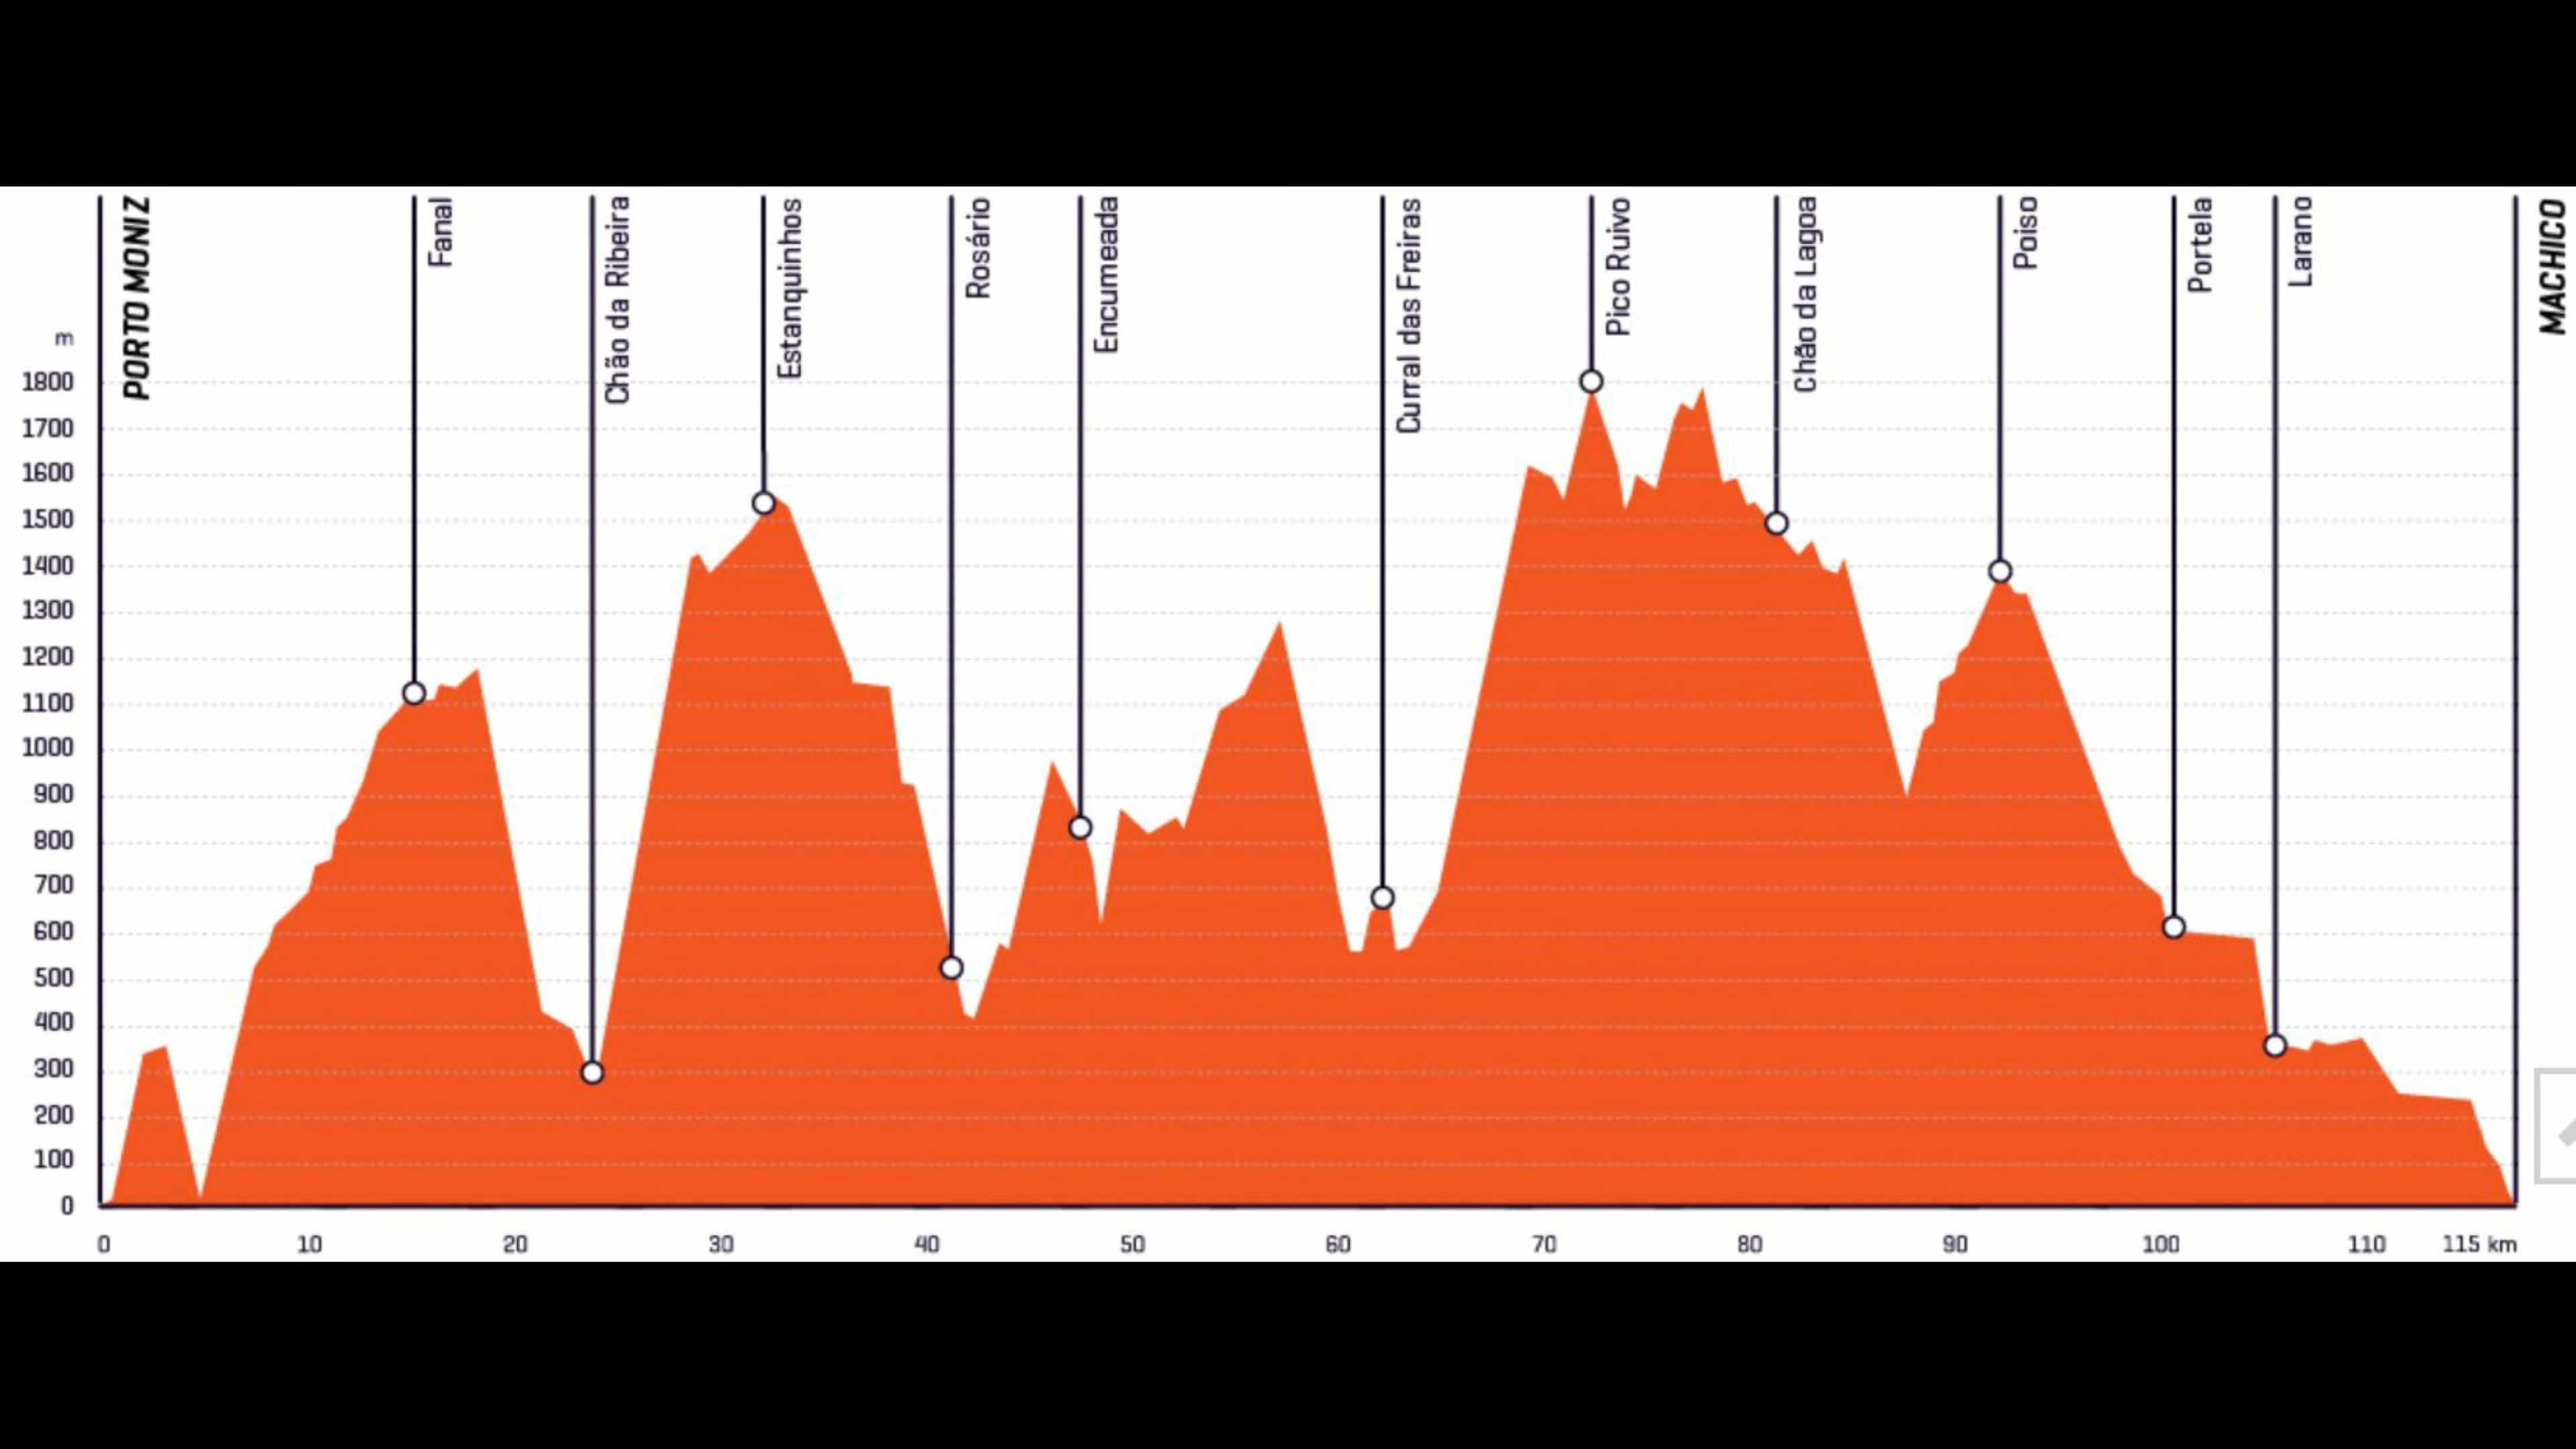 PORTO MONIZ
Fanal
Chão da Ribeira
Estanquinhos
Rosário
Encumeada
Curral das Freiras
Pico Ruivo
Chão da Lagoa
Poiso
Portela
Larano
MACHICO
m
1800
1700
1600
1500
1400
1300
1200
1100
1000
900
800
700
600
500
400
300
200
100
0
0 10 20 30 40 50 60 70 80 90 100 110 115 km